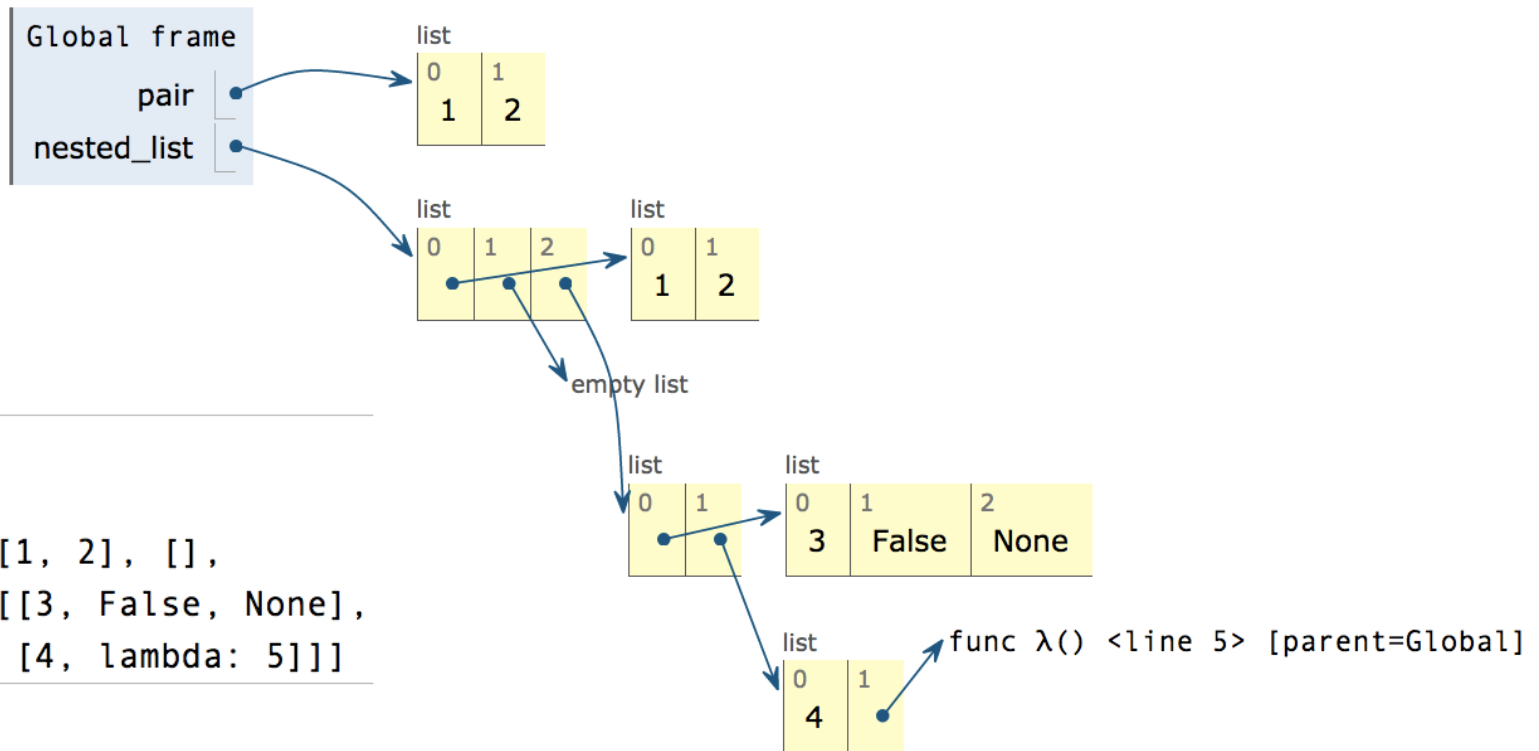 Global frame
pair
nested_list
list
0 1
1 2
list
0 1 2
list
0 1
1 2
empty list
list
0 1
list
0 1 2
3 False None
list
0 1
4
func λ() <line 5> [parent=Global]
[1, 2], [],
[[3, False, None],
[4, lambda: 5]]]